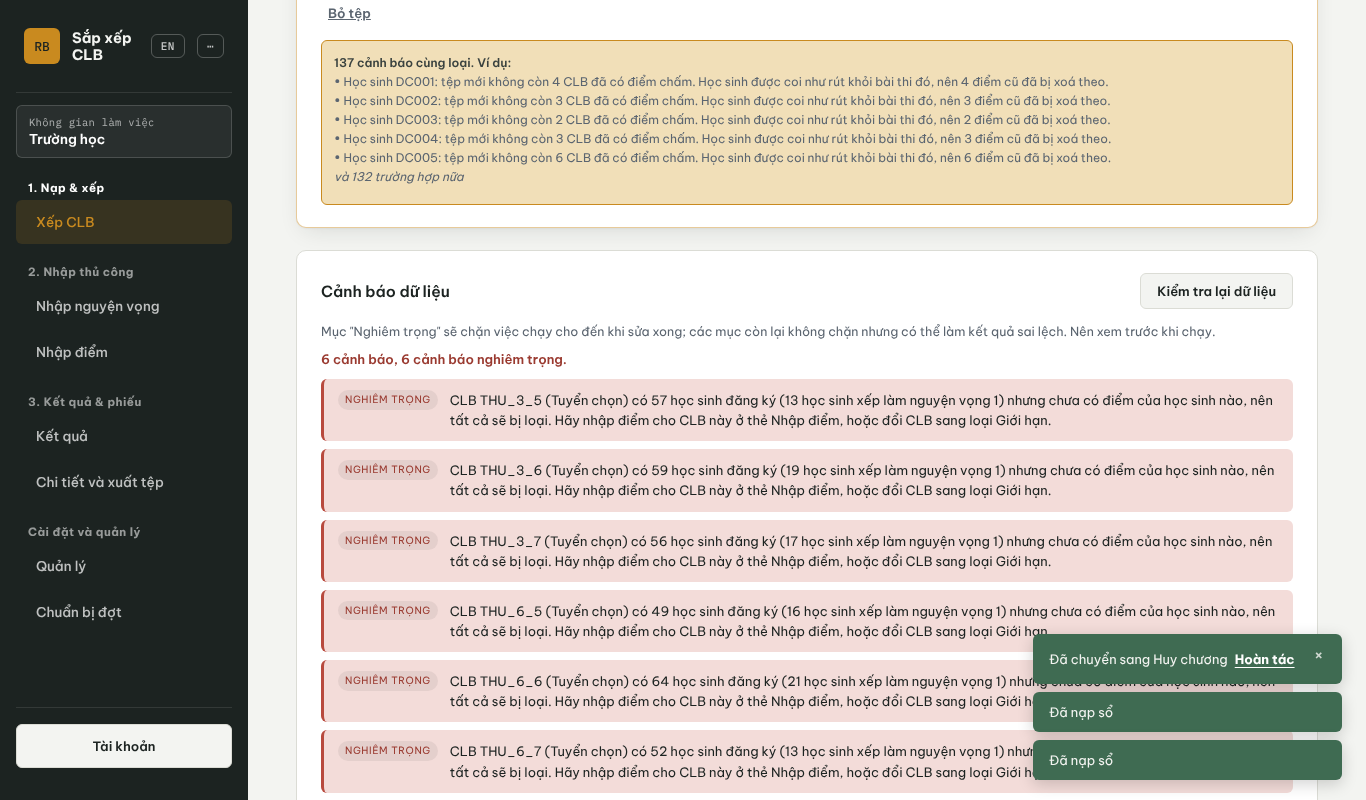 RB
Sắp xếp
CLB
EN
…
Không gian làm việc
Trường học
1. Nạp & xếp
Xếp CLB
2. Nhập thủ công
Nhập nguyện vọng
Nhập điểm
3. Kết quả & phiếu
Kết quả
Chi tiết và xuất tệp
Cài đặt và quản lý
Quản lý
Chuẩn bị đợt
Tài khoản
Bỏ tệp
137 cảnh báo cùng loại. Ví dụ:
• Học sinh DC001: tệp mới không còn 4 CLB đã có điểm chấm. Học sinh được coi như rút khỏi bài thi đó, nên 4 điểm cũ đã bị xoá theo.
• Học sinh DC002: tệp mới không còn 3 CLB đã có điểm chấm. Học sinh được coi như rút khỏi bài thi đó, nên 3 điểm cũ đã bị xoá theo.
• Học sinh DC003: tệp mới không còn 2 CLB đã có điểm chấm. Học sinh được coi như rút khỏi bài thi đó, nên 2 điểm cũ đã bị xoá theo.
• Học sinh DC004: tệp mới không còn 3 CLB đã có điểm chấm. Học sinh được coi như rút khỏi bài thi đó, nên 3 điểm cũ đã bị xoá theo.
• Học sinh DC005: tệp mới không còn 6 CLB đã có điểm chấm. Học sinh được coi như rút khỏi bài thi đó, nên 6 điểm cũ đã bị xoá theo.
và 132 trường hợp nữa
Cảnh báo dữ liệu
Kiểm tra lại dữ liệu
Mục "Nghiêm trọng" sẽ chặn việc chạy cho đến khi sửa xong; các mục còn lại không chặn nhưng có thể làm kết quả sai lệch. Nên xem trước khi chạy.
6 cảnh báo, 6 cảnh báo nghiêm trọng.
NGHIÊM TRỌNG
CLB THU_3_5 (Tuyển chọn) có 57 học sinh đăng ký (13 học sinh xếp làm nguyện vọng 1) nhưng chưa có điểm của học sinh nào, nên
tất cả sẽ bị loại. Hãy nhập điểm cho CLB này ở thẻ Nhập điểm, hoặc đổi CLB sang loại Giới hạn.
NGHIÊM TRỌNG
CLB THU_3_6 (Tuyển chọn) có 59 học sinh đăng ký (19 học sinh xếp làm nguyện vọng 1) nhưng chưa có điểm của học sinh nào, nên
tất cả sẽ bị loại. Hãy nhập điểm cho CLB này ở thẻ Nhập điểm, hoặc đổi CLB sang loại Giới hạn.
NGHIÊM TRỌNG
CLB THU_3_7 (Tuyển chọn) có 56 học sinh đăng ký (17 học sinh xếp làm nguyện vọng 1) nhưng chưa có điểm của học sinh nào, nên
tất cả sẽ bị loại. Hãy nhập điểm cho CLB này ở thẻ Nhập điểm, hoặc đổi CLB sang loại Giới hạn.
NGHIÊM TRỌNG
CLB THU_6_5 (Tuyển chọn) có 49 học sinh đăng ký (16 học sinh xếp làm nguyện vọng 1) nhưng chưa có điểm của học sinh nào, nên
tất cả sẽ bị loại. Hãy nhập điểm cho CLB này ở thẻ Nhập điểm, hoặc đổi CLB sang loại Giới hạn.
NGHIÊM TRỌNG
CLB THU_6_6 (Tuyển chọn) có 64 học sinh đăng ký (21 học sinh xếp làm nguyện vọng 1)
tất cả sẽ bị loại. Hãy nhập điểm cho CLB này ở thẻ Nhập điểm, hoặc đổi CLB sang loại Giới
NGHIÊM TRỌNG
CLB THU_6_7 (Tuyển chọn) có 52 học sinh đăng ký (13 học sinh xếp làm nguyện vọng 1)
tất cả sẽ bị loại. Hãy nhập điểm cho CLB này ở thẻ Nhập điểm, hoặc đổi CLB sang loại Giới
Đã chuyển sang Huy chương Hoàn tác ×
Đã nạp sổ
Đã nạp sổ